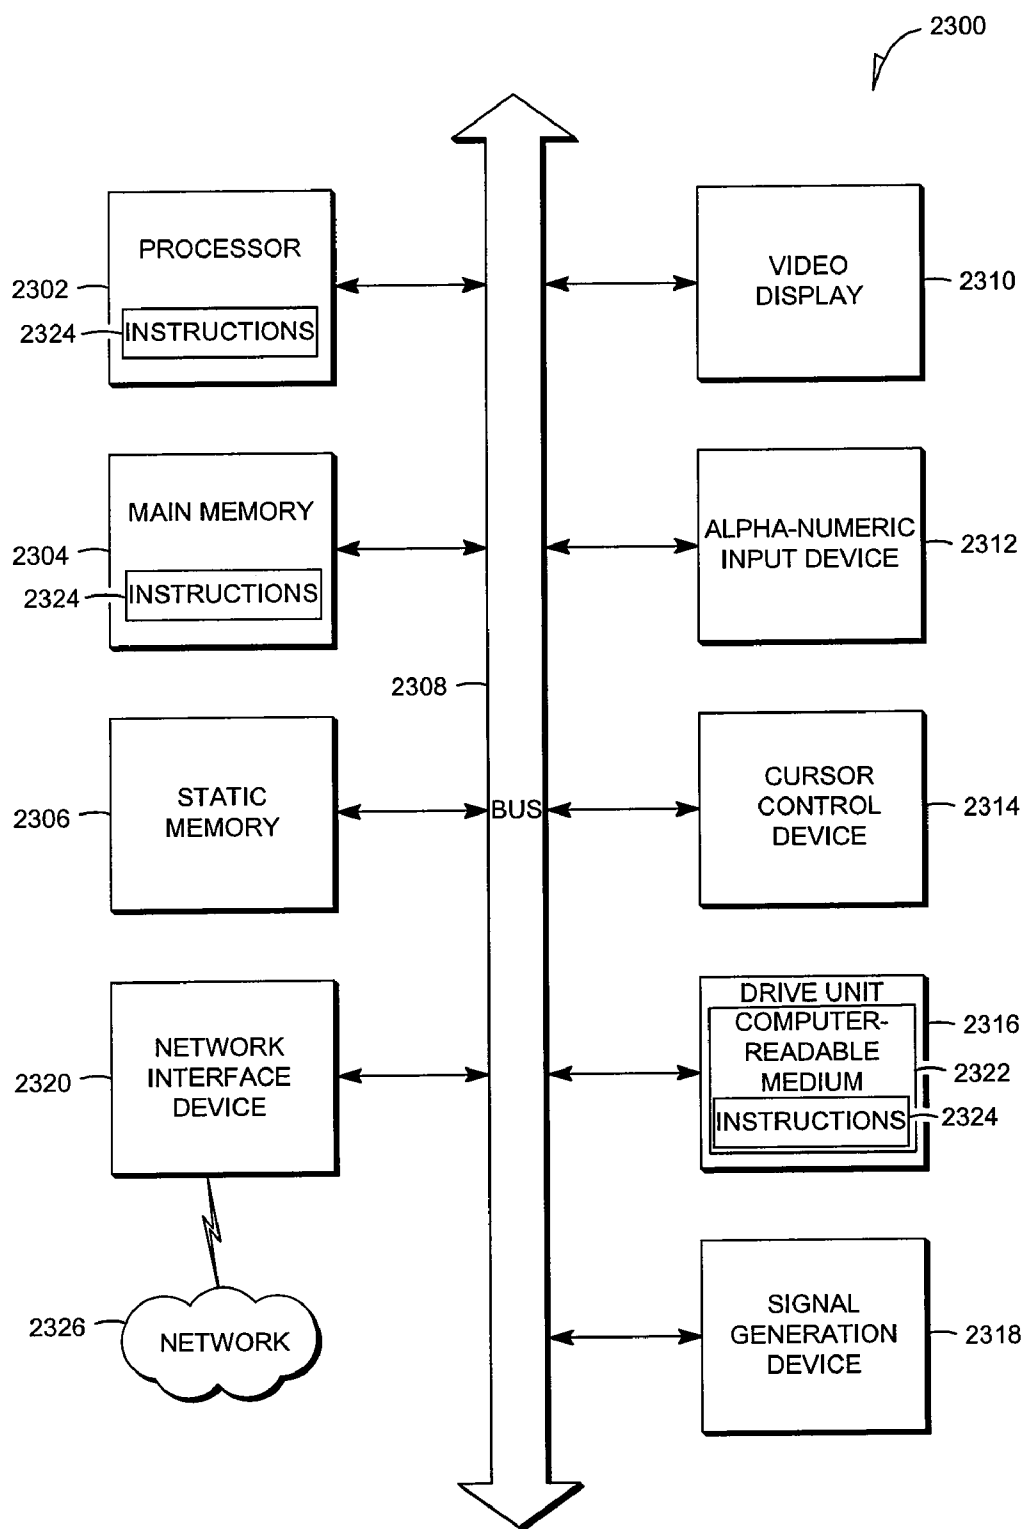 2300
PROCESSOR
2302
2324
INSTRUCTIONS
MAIN MEMORY
2304
2324
INSTRUCTIONS
2308
STATIC
MEMORY
2306
BUS
NETWORK
INTERFACE
DEVICE
2320
2326
NETWORK
VIDEO
DISPLAY
2310
ALPHA-NUMERIC
INPUT DEVICE
2312
CURSOR
CONTROL
DEVICE
2314
DRIVE UNIT
COMPUTER-
READABLE
MEDIUM
2316
2322
INSTRUCTIONS
2324
SIGNAL
GENERATION
DEVICE
2318